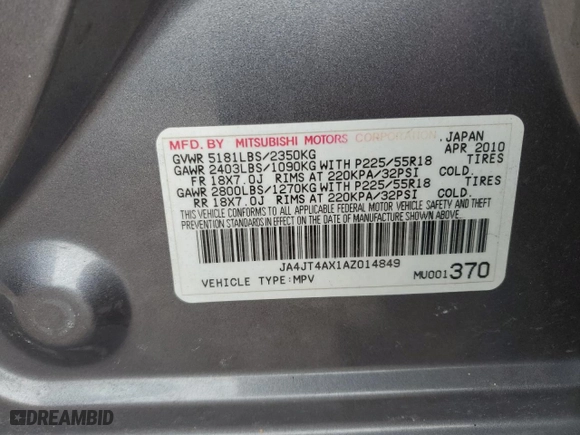 MFD. BY MITSUBISHI MOTORS CORPORATION, JAPAN
GVWR 5181LBS/2350KG APR 2010
GAWR 2403LBS/1090KG WITH P225/55R18 TIRES
FR 18X7.0J RIMS AT 220KPA/32PSI
GAWR 2800LBS/1270KG WITH P225/55R18 TIRES
RR 18X7.0J RIMS AT 220KPA/32PSI
THIS VEHICLE CONFORMS TO ALL APPLICABLE FEDERAL MOTOR VEHICLE SAFETY AND THEFT
PREVENTION STANDARDS IN EFFECT ON THE DATE OF MANUFACTURE SHOWN ABOVE.
JA4JT4AX1AZ014849
VEHICLE TYPE:MPV MU001370
DREAMBID